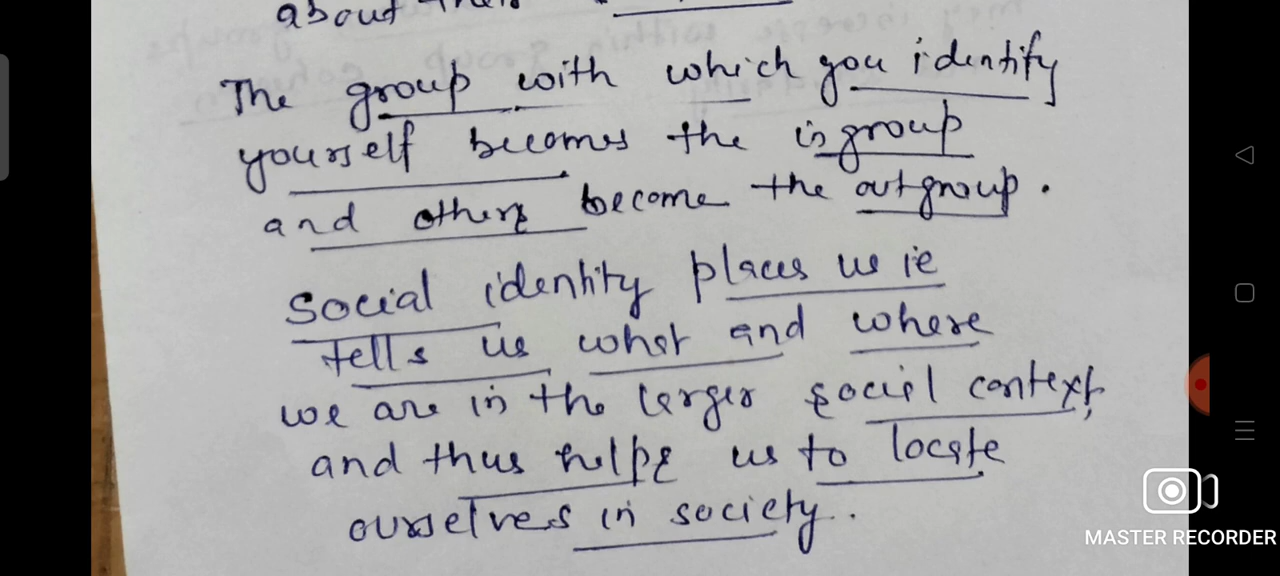 about their
The group with which you identify
yourself becomes the ingroup
and others become the outgroup.
Social identity places us ie
tells us what and where
we are in the larger social context,
and thus helps us to locate
ourselves in society.
MASTER RECORDER